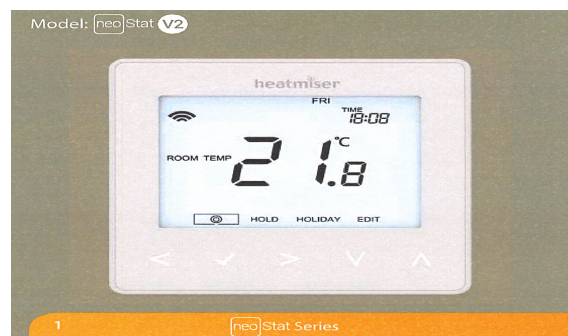 Model: neoStat V2
heatmiser
FRI
TIME
18:08
ROOM TEMP 21.8 °C
HOLD HOLIDAY EDIT
1 neoStat Series